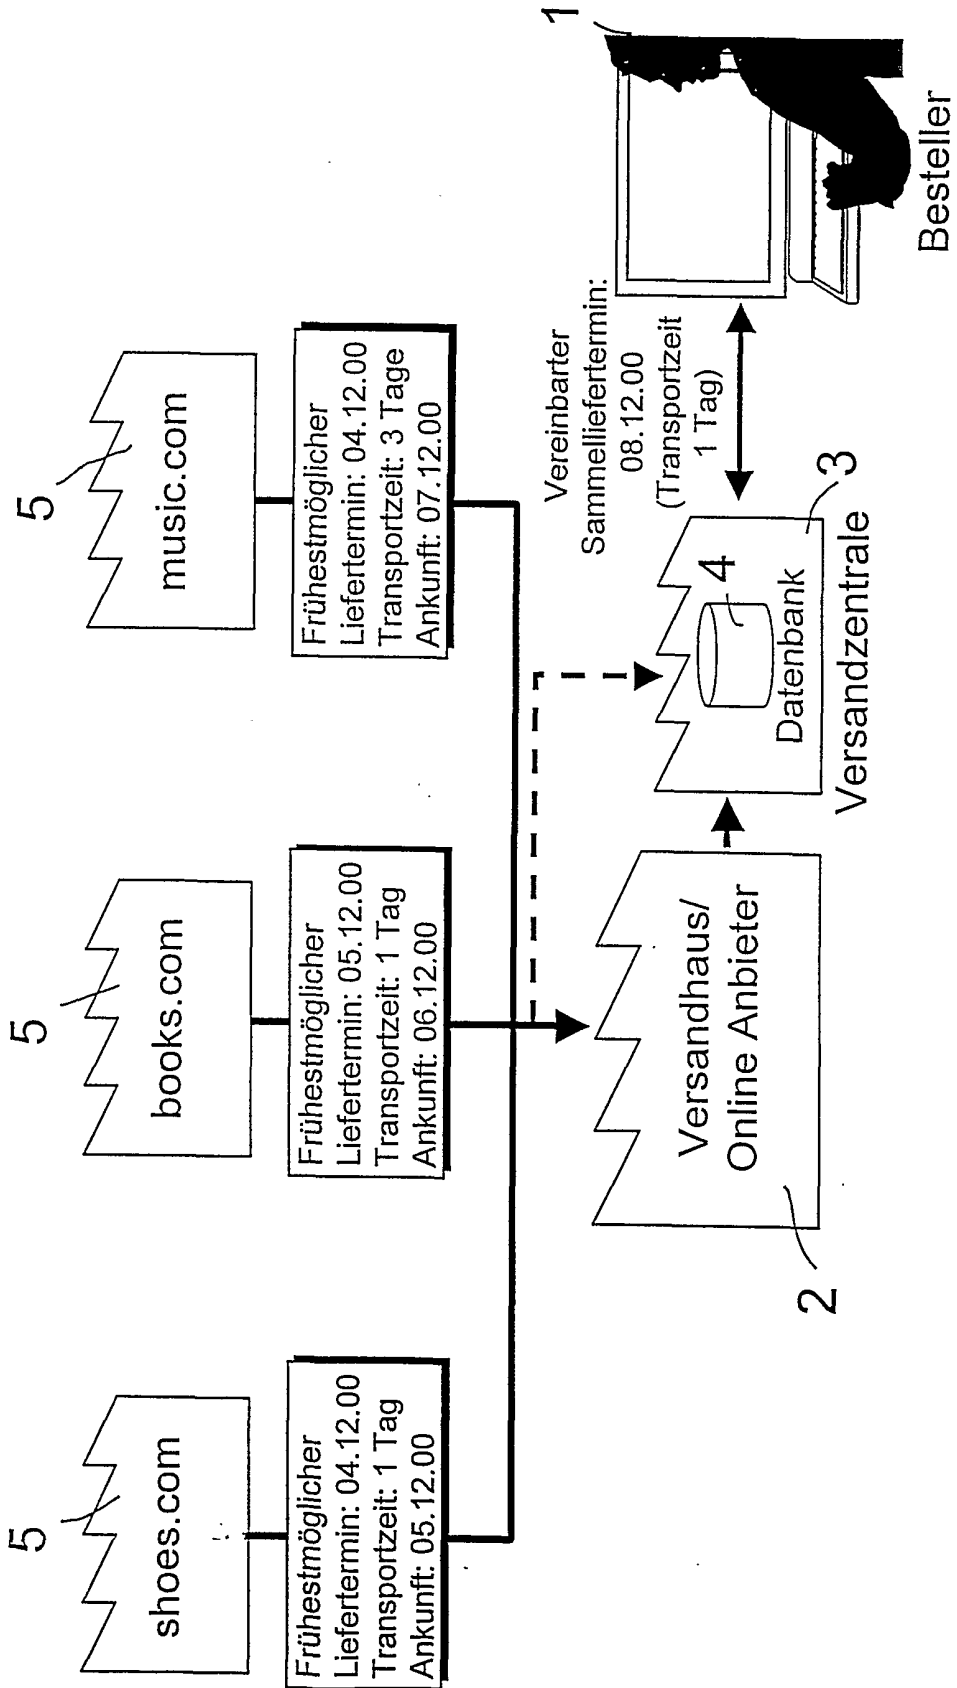 5
shoes.com
Frühestmöglicher
Liefertermin: 04.12.00
Transportzeit: 1 Tag
Ankunft: 05.12.00
5
books.com
Frühestmöglicher
Liefertermin: 05.12.00
Transportzeit: 1 Tag
Ankunft: 06.12.00
5
music.com
Frühestmöglicher
Liefertermin: 04.12.00
Transportzeit: 3 Tage
Ankunft: 07.12.00
Versandhaus/
Online Anbieter
2
4
Datenbank
3
Versandzentrale
Vereinbarter
Sammelliefertermin:
08.12.00
(Transportzeit
1 Tag)
1
Besteller